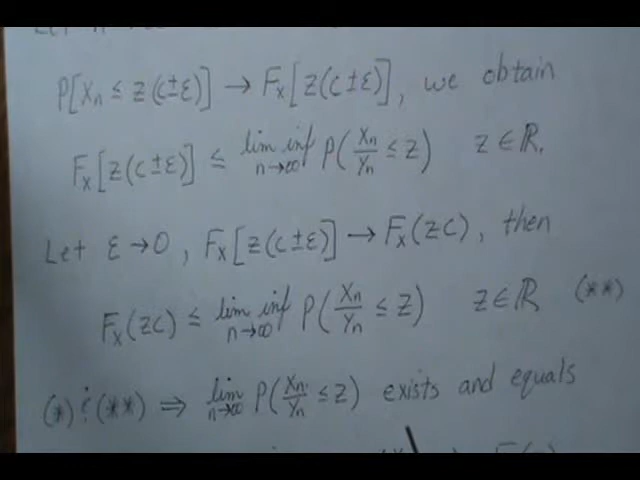 P[Xn ≤ z(c±ε)] → Fx[z(c±ε)], we obtain
Fx[z(c±ε)] ≤ lim inf n→∞ P(Xn/Yn ≤ z) z ∈ ℝ.
Let ε→0, Fx[z(c±ε)] → Fx(zc), then
Fx(zc) ≤ lim inf n→∞ P(Xn/Yn ≤ z) z ∈ ℝ (**)
(*) & (**) ⇒ lim n→∞ P(Xn/Yn ≤ z) exists and equals